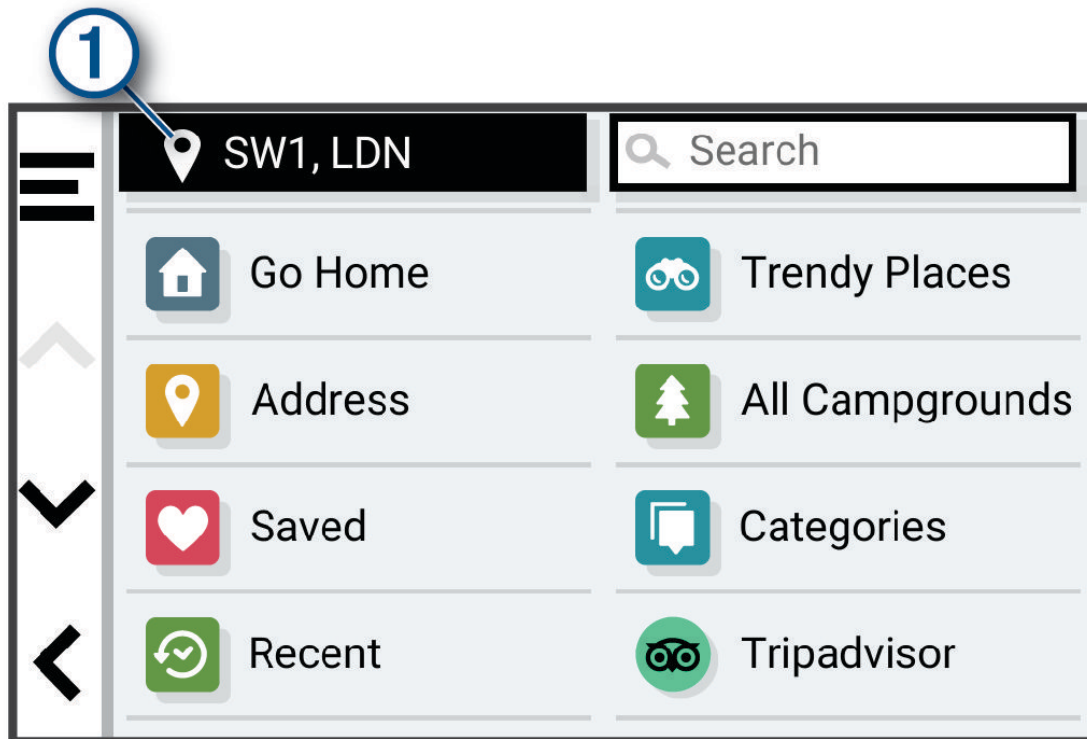 1
SW1, LDN
Search
Go Home
Trendy Places
Address
All Campgrounds
Saved
Categories
Recent
Tripadvisor